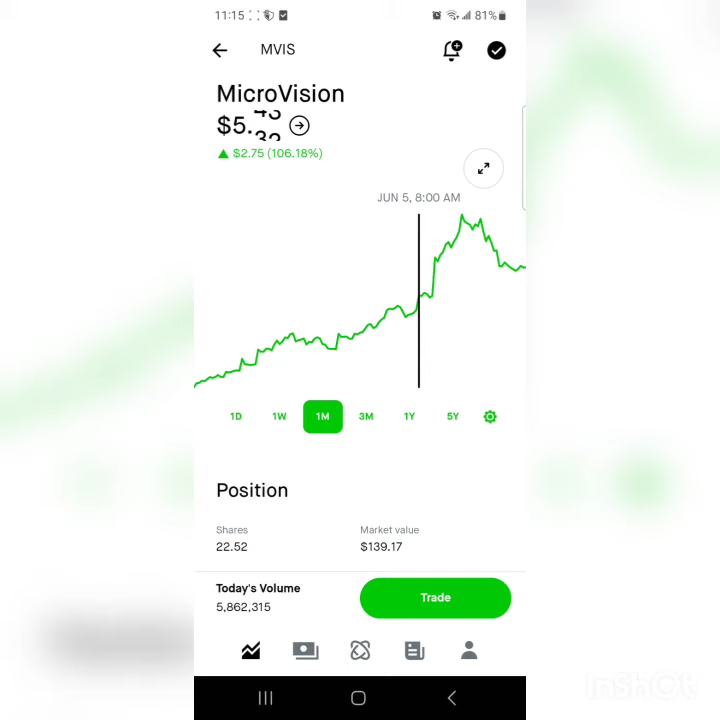 11:15
81%
MVIS
MicroVision
$5.
▲ $2.75 (106.18%)
JUN 5, 8:00 AM
1D 1W 1M 3M 1Y 5Y
Position
Shares Market value
22.52 $139.17
Today's Volume
5,862,315
Trade
InShOt